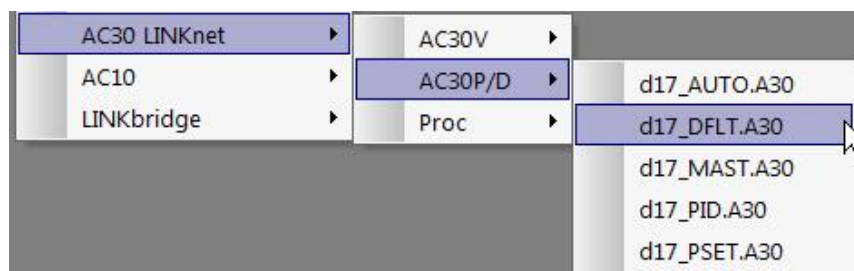 AC30 LINKnet
AC10
LINKbridge
AC30V
AC30P/D
Proc
d17_AUTO.A30
d17_DFLT.A30
d17_MAST.A30
d17_PID.A30
d17_PSET.A30